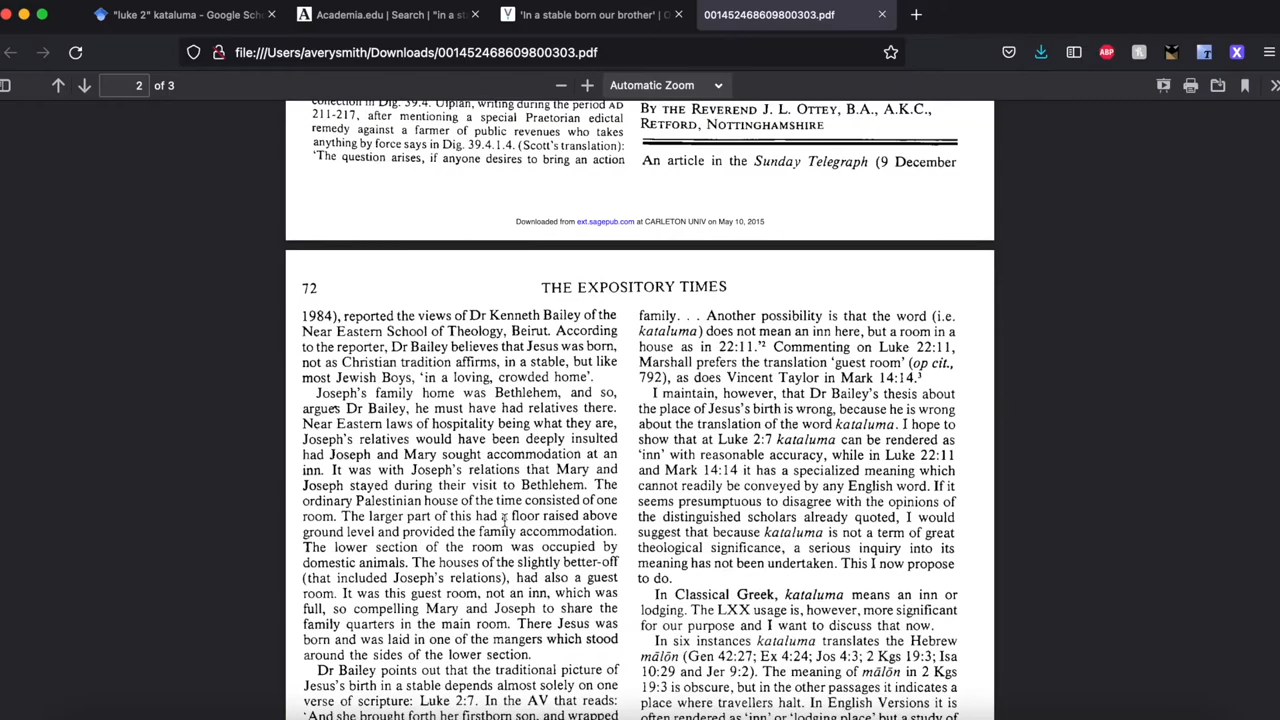 "luke 2" kataluma - Google Sch
Academia.edu | Search | "in a st
'In a stable born our brother' | 
001452468609800303.pdf
file:///Users/averysmith/Downloads/001452468609800303.pdf
2 of 3
Automatic Zoom
collection in Dig. 39.4. Ulpian, writing during the period AD
211-217, after mentioning a special Praetorian edictal
remedy against a farmer of public revenues who takes
anything by force says in Dig. 39.4.1.4. (Scott's translation):
'The question arises, if anyone desires to bring an action
BY THE REVEREND J. L. OTTEY, B.A., A.K.C.,
RETFORD, NOTTINGHAMSHIRE
An article in the Sunday Telegraph (9 December
Downloaded from ext.sagepub.com at CARLETON UNIV on May 10, 2015
72
THE EXPOSITORY TIMES
1984), reported the views of Dr Kenneth Bailey of the
Near Eastern School of Theology, Beirut. According
to the reporter, Dr Bailey believes that Jesus was born,
not as Christian tradition affirms, in a stable, but like
most Jewish Boys, 'in a loving, crowded home'.
Joseph's family home was Bethlehem, and so,
argues Dr Bailey, he must have had relatives there.
Near Eastern laws of hospitality being what they are,
Joseph's relatives would have been deeply insulted
had Joseph and Mary sought accommodation at an
inn. It was with Joseph's relations that Mary and
Joseph stayed during their visit to Bethlehem. The
ordinary Palestinian house of the time consisted of one
room. The larger part of this had a floor raised above
ground level and provided the family accommodation.
The lower section of the room was occupied by
domestic animals. The houses of the slightly better-off
(that included Joseph's relations), had also a guest
room. It was this guest room, not an inn, which was
full, so compelling Mary and Joseph to share the
family quarters in the main room. There Jesus was
born and was laid in one of the mangers which stood
around the sides of the lower section.
Dr Bailey points out that the traditional picture of
Jesus's birth in a stable depends almost solely on one
verse of scripture: Luke 2:7. In the AV that reads:
'And she brought forth her firstborn son, and wrapped
family. . . Another possibility is that the word (i.e.
kataluma) does not mean an inn here, but a room in a
house as in 22:11.'² Commenting on Luke 22:11,
Marshall prefers the translation 'guest room' (op cit.,
792), as does Vincent Taylor in Mark 14:14.³
I maintain, however, that Dr Bailey's thesis about
the place of Jesus's birth is wrong, because he is wrong
about the translation of the word kataluma. I hope to
show that at Luke 2:7 kataluma can be rendered as
'inn' with reasonable accuracy, while in Luke 22:11
and Mark 14:14 it has a specialized meaning which
cannot readily be conveyed by any English word. If it
seems presumptuous to disagree with the opinions of
the distinguished scholars already quoted, I would
suggest that because kataluma is not a term of great
theological significance, a serious inquiry into its
meaning has not been undertaken. This I now propose
to do.
In Classical Greek, kataluma means an inn or
lodging. The LXX usage is, however, more significant
for our purpose and I want to discuss that now.
In six instances kataluma translates the Hebrew
mālōn (Gen 42:27; Ex 4:24; Jos 4:3; 2 Kgs 19:3; Isa
10:29 and Jer 9:2). The meaning of mālōn in 2 Kgs
19:3 is obscure, but in the other passages it indicates a
place where travellers halt. In English Versions it is
often rendered as 'inn' or 'lodging place' but a study of